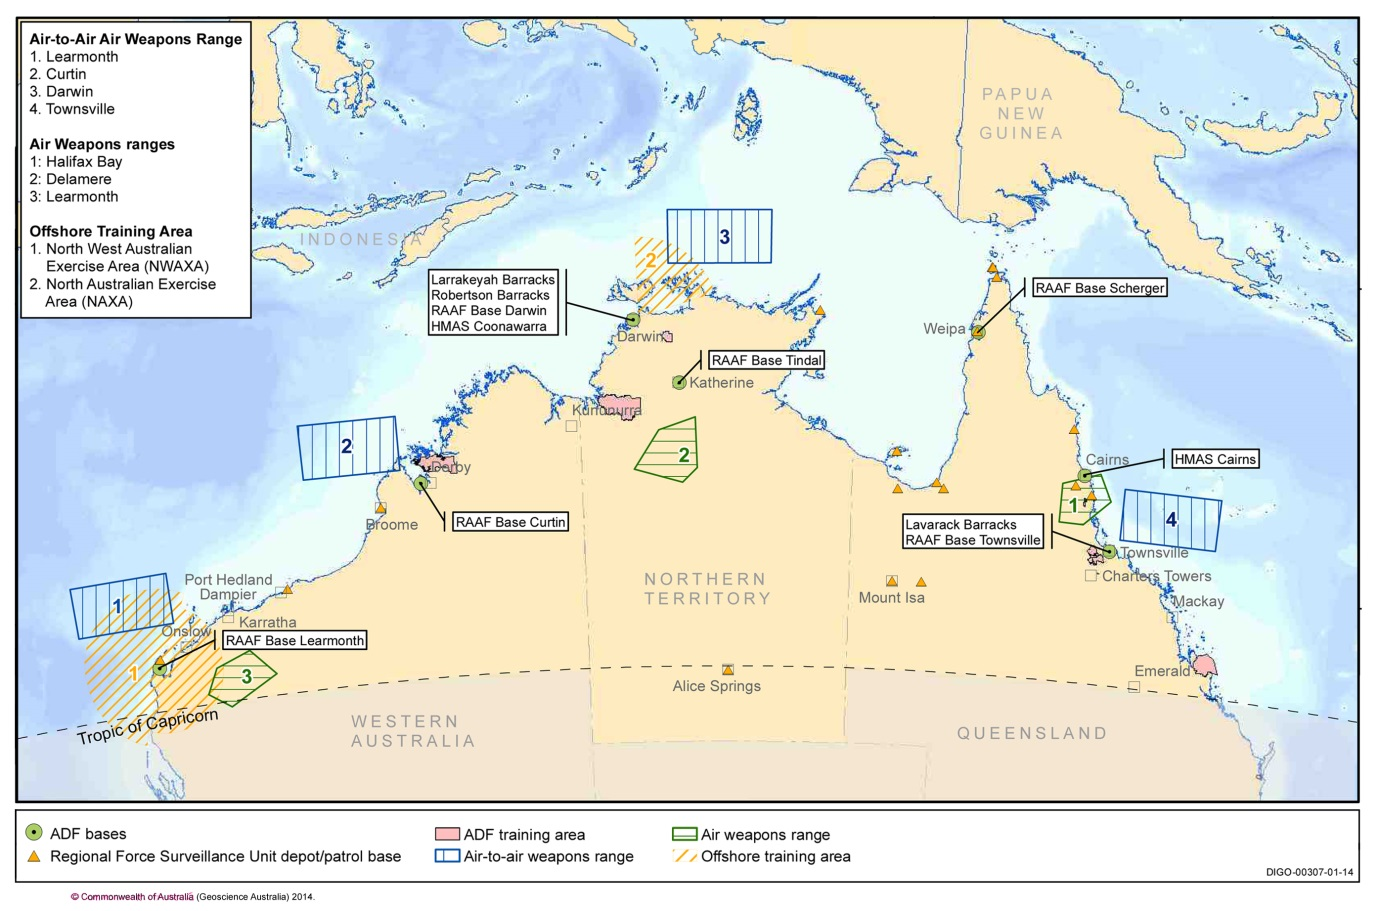 Air-to-Air Air Weapons Range
1. Learmonth
2. Curtin
3. Darwin
4. Townsville
Air Weapons ranges
1: Halifax Bay
2: Delamere
3: Learmonth
Offshore Training Area
1. North West Australian
Exercise Area (NWAXA)
2. North Australian Exercise
Area (NAXA)
PAPUA
NEW
GUINEA
INDONESIA
3
2
Larrakeyah Barracks
Robertson Barracks
RAAF Base Darwin
HMAS Coonawarra
Darwin
RAAF Base Scherger
Weipa
RAAF Base Tindal
Katherine
Kununurra
2
2
Derby
RAAF Base Curtin
Broome
Cairns
HMAS Cairns
1
4
Lavarack Barracks
RAAF Base Townsville
Townsville
Charters Towers
Mackay
Mount Isa
NORTHERN
TERRITORY
Port Hedland
Dampier
1
Onslow
Karratha
RAAF Base Learmonth
1
3
Emerald
Alice Springs
Tropic of Capricorn
WESTERN
AUSTRALIA
QUEENSLAND
ADF bases
Regional Force Surveillance Unit depot/patrol base
ADF training area
Air-to-air weapons range
Air weapons range
Offshore training area
DIGO-00307-01-14
© Commonwealth of Australia (Geoscience Australia) 2014.